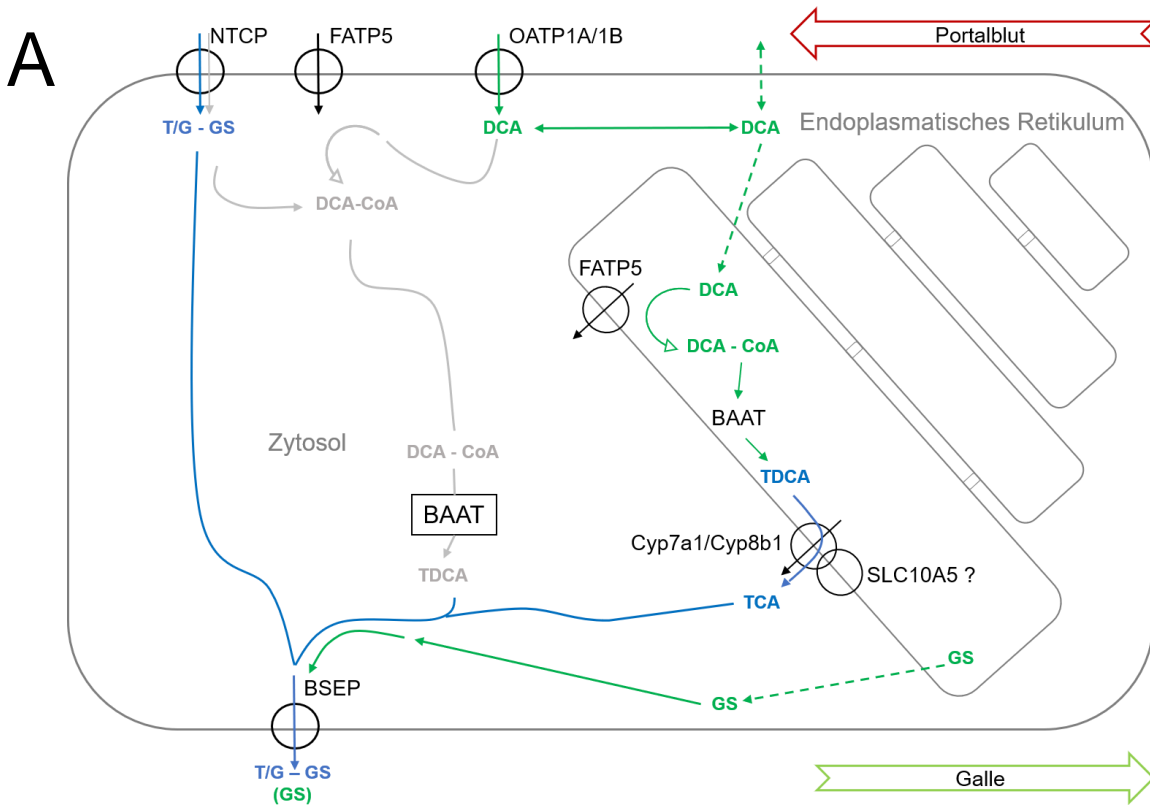 A
NTCP
FATP5
OATP1A/1B
Portalblut
T/G - GS
DCA
DCA
Endoplasmatisches Retikulum
DCA-CoA
FATP5
DCA
DCA - CoA
BAAT
Zytosol
DCA - CoA
TDCA
BAAT
Cyp7a1/Cyp8b1
SLC10A5 ?
TDCA
TCA
GS
BSEP
GS
T/G – GS
(GS)
Galle